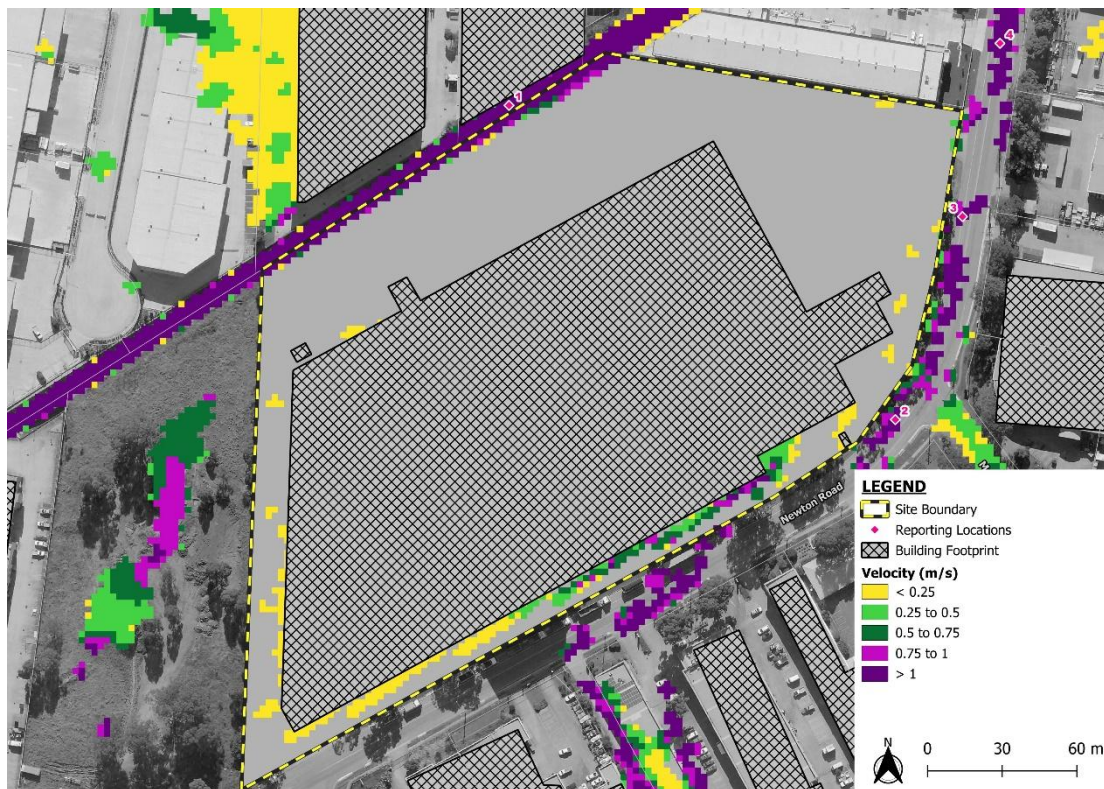 1
4
3
2
Newton Road
M
LEGEND
Site Boundary
Reporting Locations
Building Footprint
Velocity (m/s)
< 0.25
0.25 to 0.5
0.5 to 0.75
0.75 to 1
> 1
N
0 30 60 m